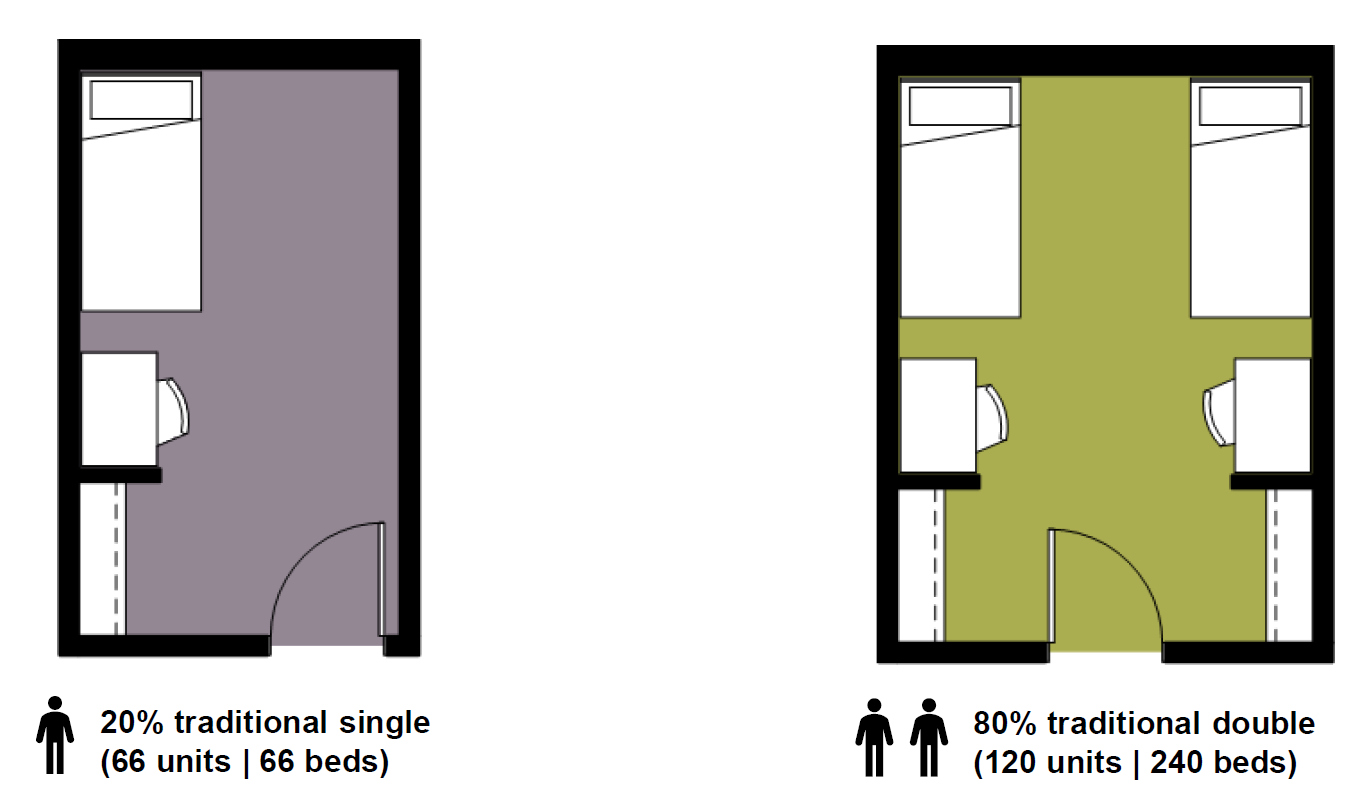 20% traditional single
(66 units | 66 beds)
80% traditional double
(120 units | 240 beds)